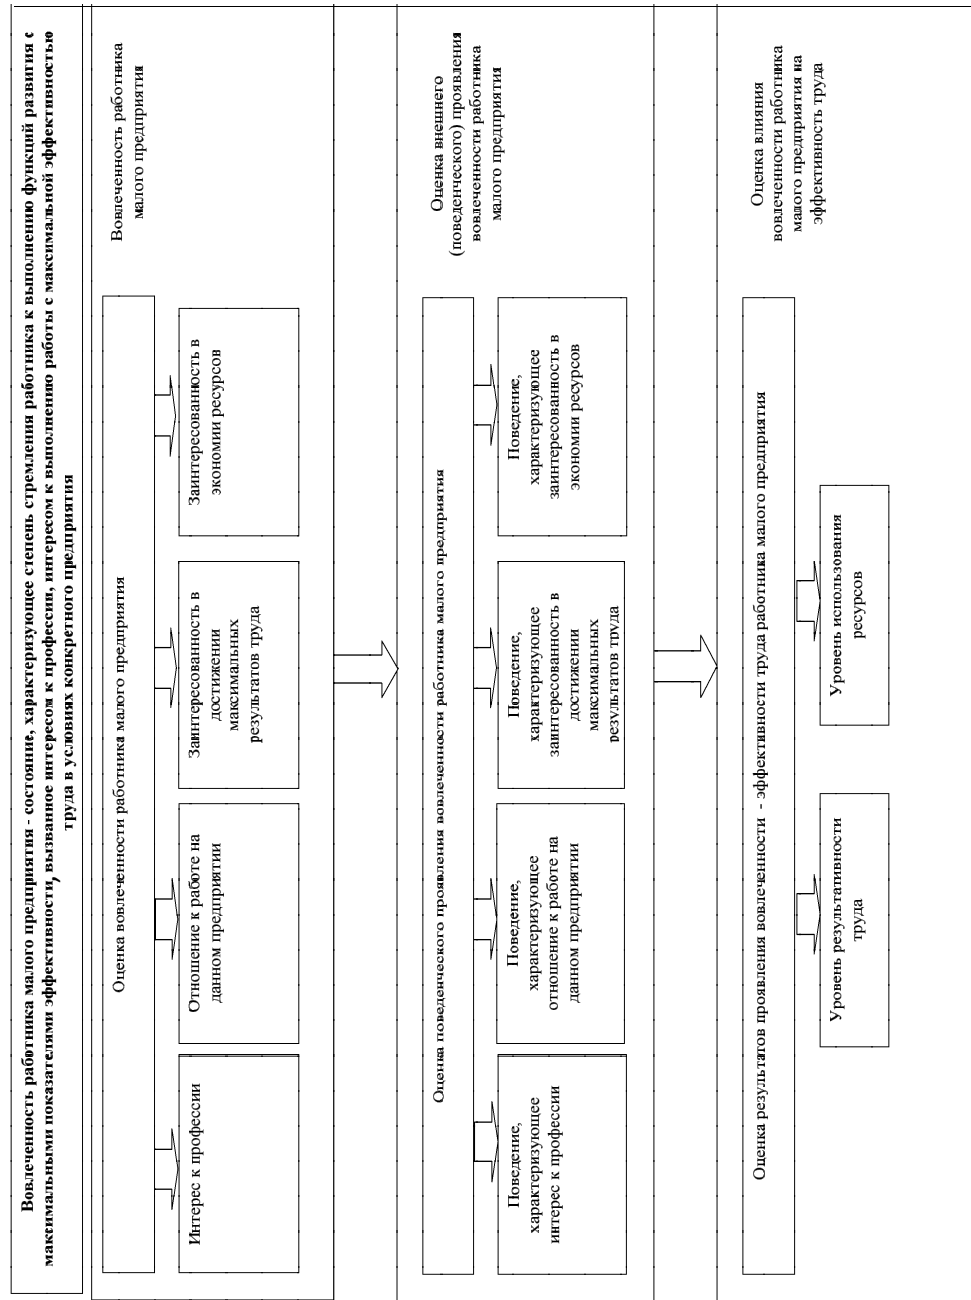 Вовлеченность работника малого предприятия - состояние, характеризующее степень стремления работника к выполнению функций развития с
максимальными показателями эффективности, вызванное интересом к профессии, интересом к выполнению работы с максимальной эффективностью
труда в условиях конкретного предприятия
Оценка вовлеченности работника малого предприятия
Вовлеченность работника
малого предприятия
Интерес к профессии
Отношение к работе на
данном предприятии
Заинтересованность в
достижении
максимальных
результатов труда
Заинтересованность в
экономии ресурсов
Оценка поведенческого проявления вовлеченности работника малого предприятия
Оценка внешнего
(поведенческого) проявления
вовлеченности работника
малого предприятия
Поведение,
характеризующее
интерес к профессии
Поведение,
характеризующее
отношение к работе на
данном предприятии
Поведение,
характеризующее
заинтересованность в
достижении
максимальных
результатов труда
Поведение,
характеризующее
заинтересованность в
экономии ресурсов
Оценка результатов проявления вовлеченности - эффективности труда работника малого предприятия
Оценка влияния
вовлеченности работника
малого предприятия на
эффективность труда
Уровень результативности
труда
Уровень использования
ресурсов